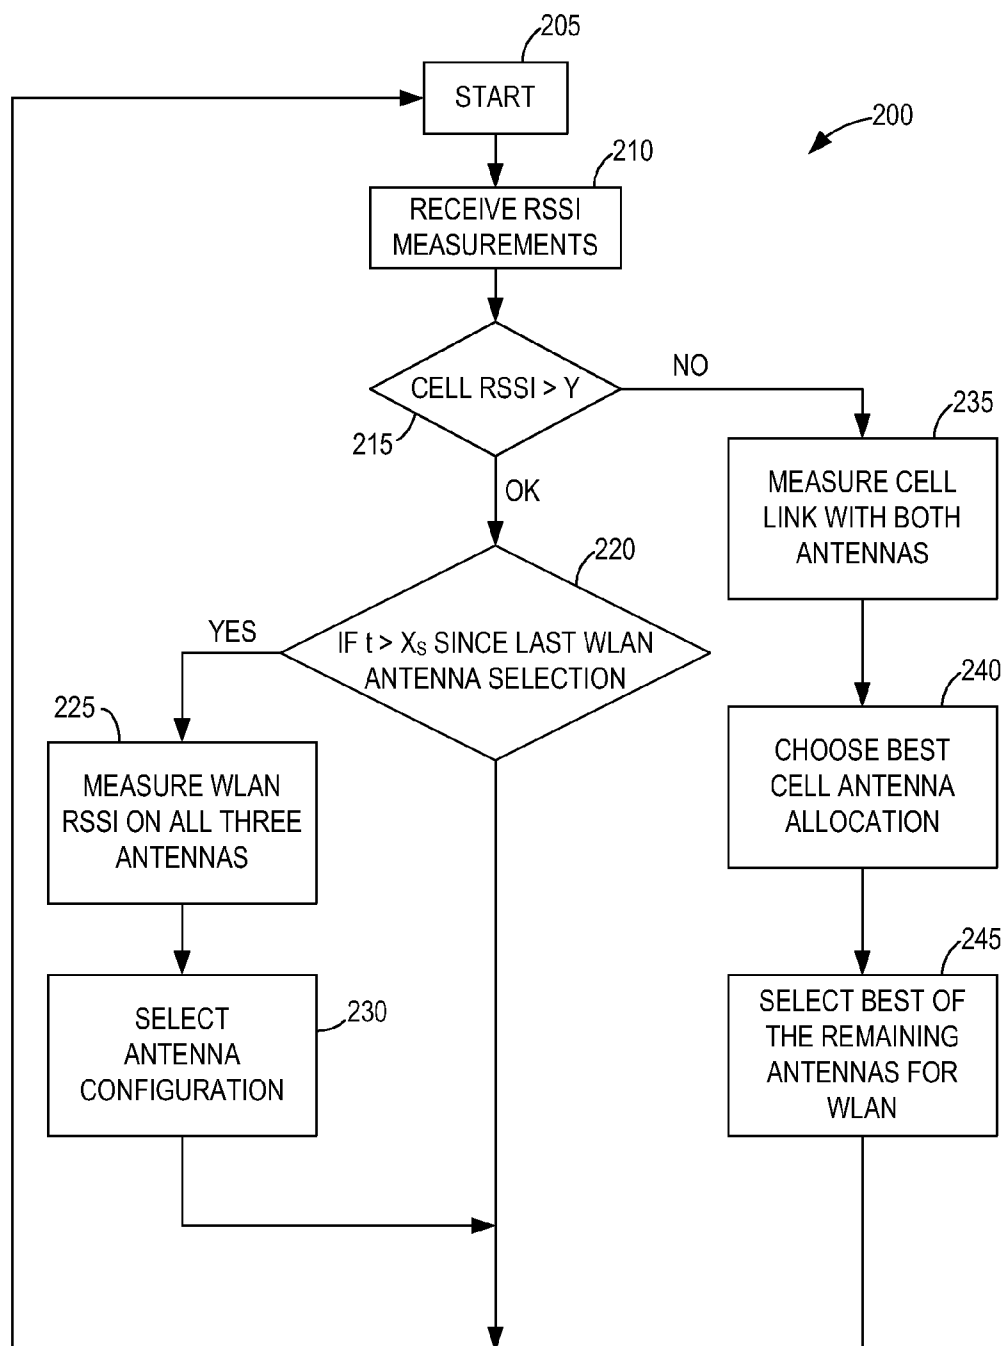 205
START
200
210
RECEIVE RSSI
MEASUREMENTS
CELL RSSI > Y
NO
215
235
OK
MEASURE CELL
LINK WITH BOTH
ANTENNAS
220
YES
IF t > XS SINCE LAST WLAN
ANTENNA SELECTION
225
240
MEASURE WLAN
RSSI ON ALL THREE
ANTENNAS
CHOOSE BEST
CELL ANTENNA
ALLOCATION
245
SELECT
ANTENNA
CONFIGURATION
230
SELECT BEST OF
THE REMAINING
ANTENNAS FOR
WLAN